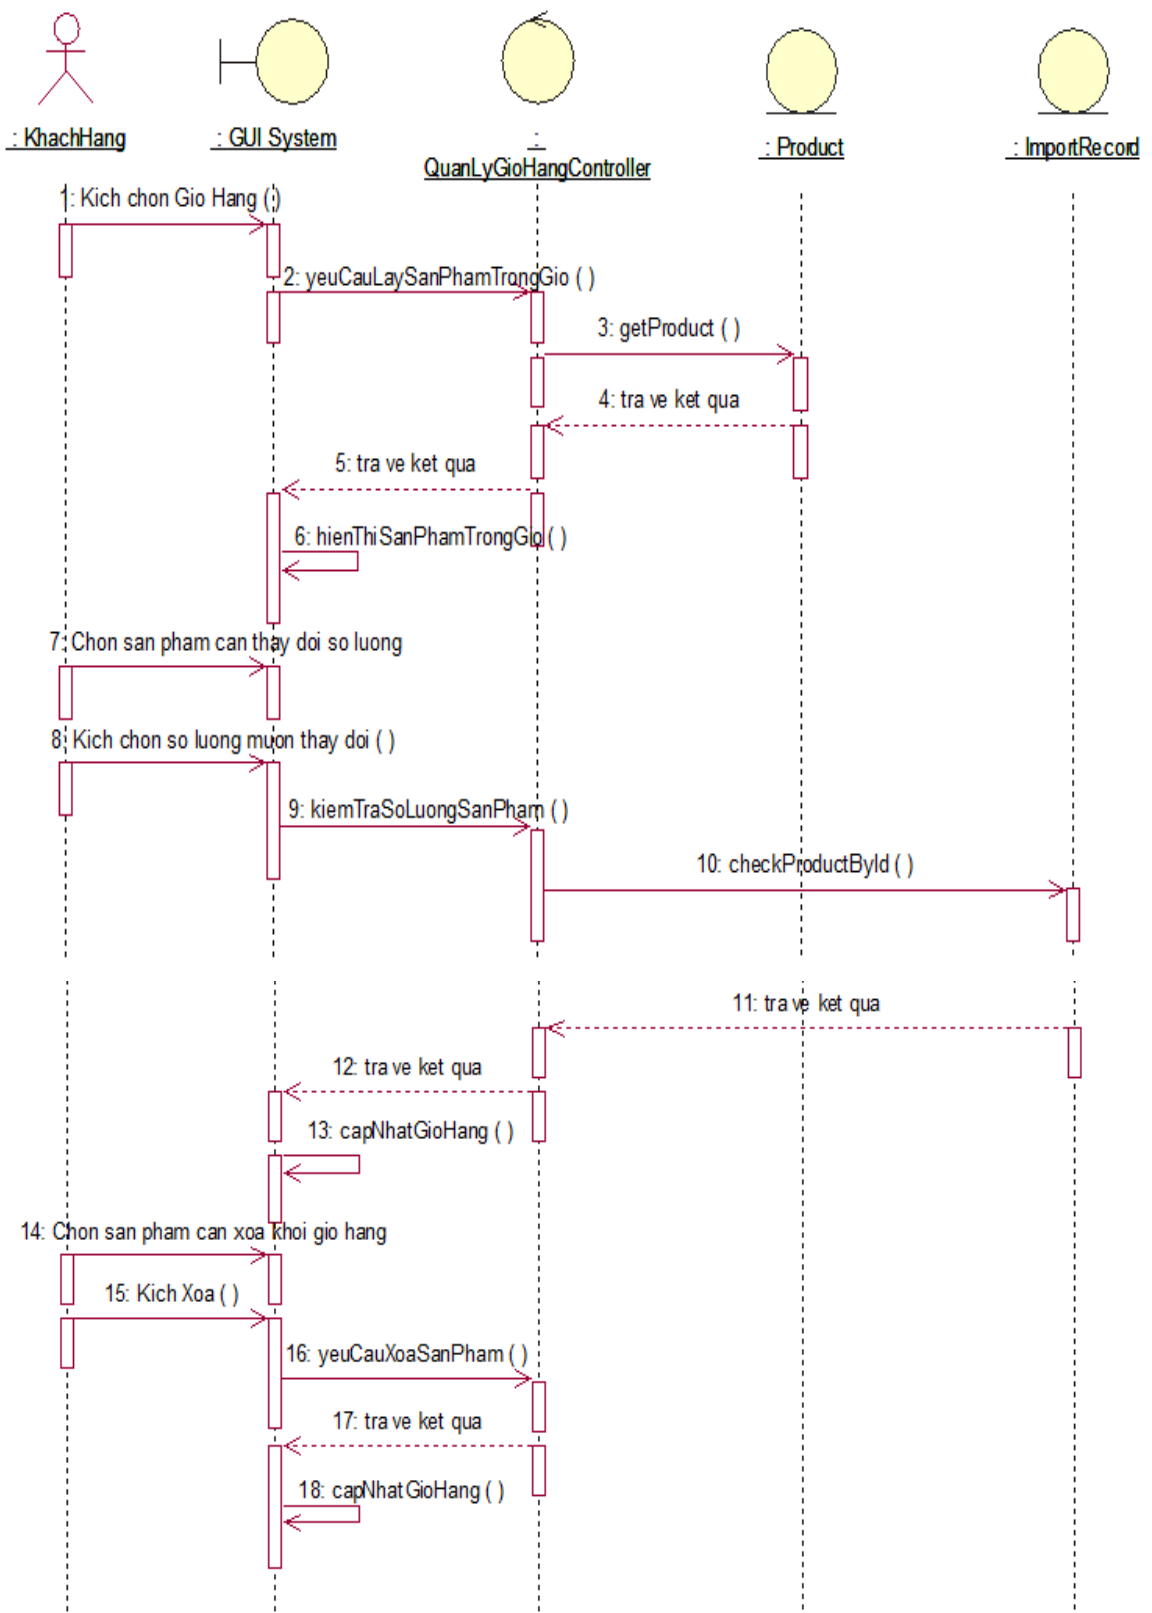 : KhachHang
: GUI System
:
QuanLyGioHangController
: Product
: ImportRecord
1: Kich chon Gio Hang ( )
2: yeuCauLaySanPhamTrongGio ( )
3: getProduct ( )
4: tra ve ket qua
5: tra ve ket qua
6: hienThiSanPhamTrongGio ( )
7: Chon san pham can thay doi so luong
8: Kich chon so luong muon thay doi ( )
9: kiemTraSoLuongSanPham ( )
10: checkProductById ( )
11: tra ve ket qua
12: tra ve ket qua
13: capNhatGioHang ( )
14: Chon san pham can xoa khoi gio hang
15: Kich Xoa ( )
16: yeuCauXoaSanPham ( )
17: tra ve ket qua
18: capNhatGioHang ( )